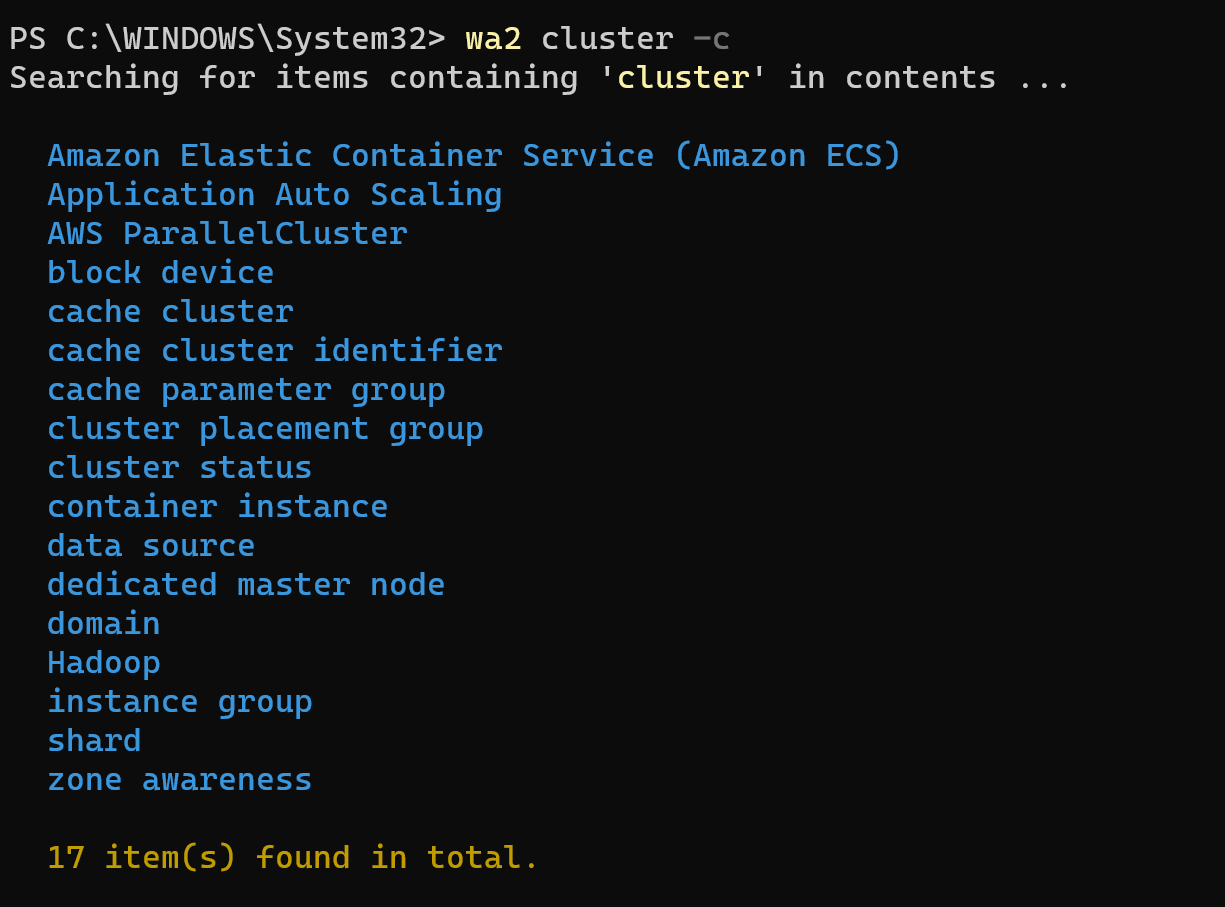 PS C:\WINDOWS\System32> wa2 cluster -c
Searching for items containing 'cluster' in contents ...
Amazon Elastic Container Service (Amazon ECS)
Application Auto Scaling
AWS ParallelCluster
block device
cache cluster
cache cluster identifier
cache parameter group
cluster placement group
cluster status
container instance
data source
dedicated master node
domain
Hadoop
instance group
shard
zone awareness
17 item(s) found in total.